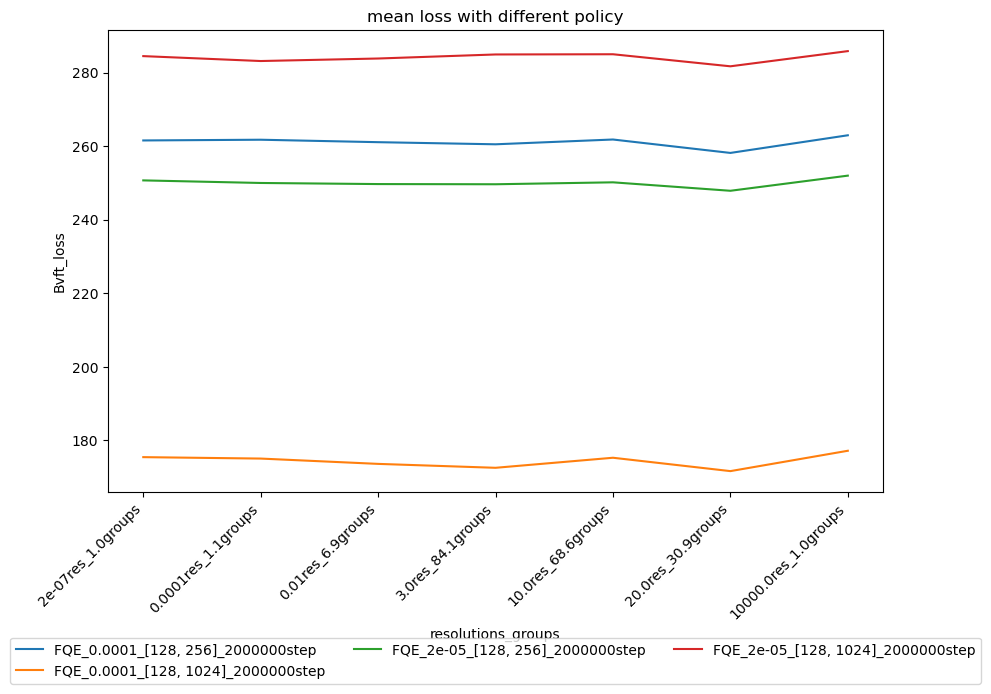 mean loss with different policy
280
260
240
220
200
180
Bvft_loss
2e-07res_1.0groups
0.0001res_1.1groups
0.01res_6.9groups
3.0res_84.1groups
10.0res_68.6groups
20.0res_30.9groups
10000.0res_1.0groups
resolutions_groups
FQE_0.0001_[128, 256]_2000000step
FQE_0.0001_[128, 1024]_2000000step
FQE_2e-05_[128, 256]_2000000step
FQE_2e-05_[128, 1024]_2000000step